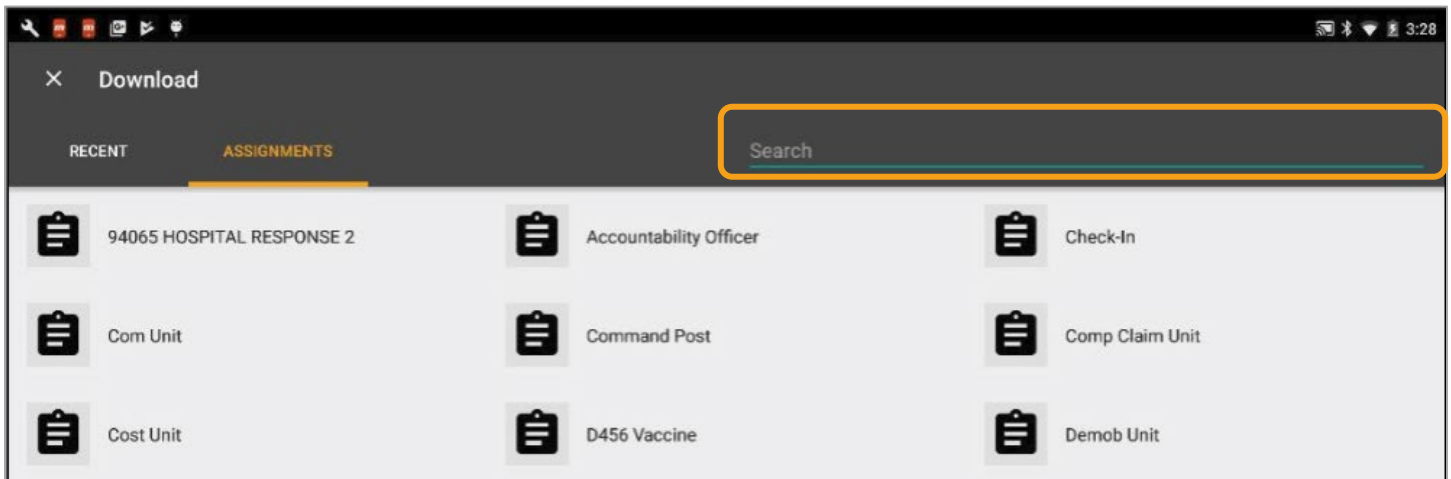 3:28
Download
RECENT ASSIGNMENTS Search
94065 HOSPITAL RESPONSE 2 Accountability Officer Check-In
Com Unit Command Post Comp Claim Unit
Cost Unit D456 Vaccine Demob Unit